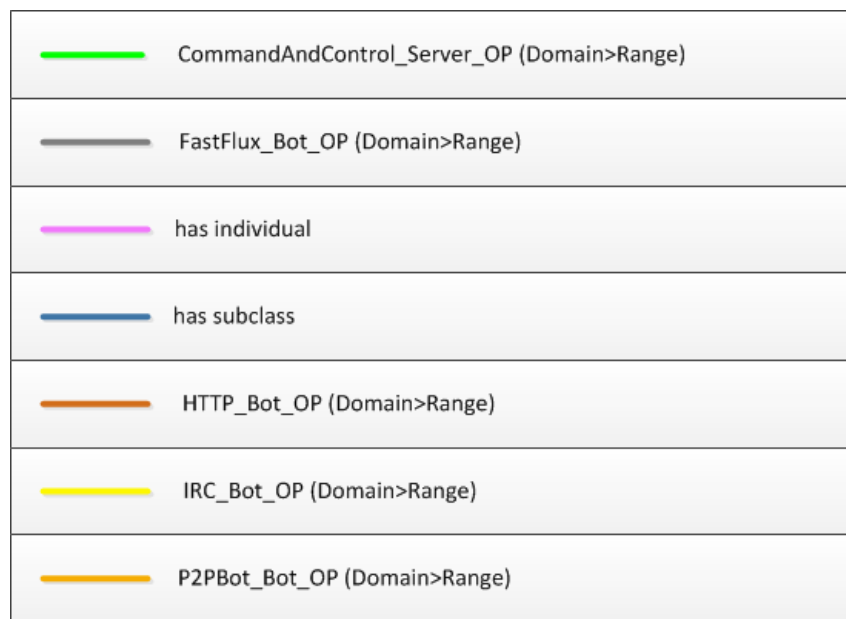 CommandAndControl_Server_OP (Domain>Range)
FastFlux_Bot_OP (Domain>Range)
has individual
has subclass
HTTP_Bot_OP (Domain>Range)
IRC_Bot_OP (Domain>Range)
P2PBot_Bot_OP (Domain>Range)